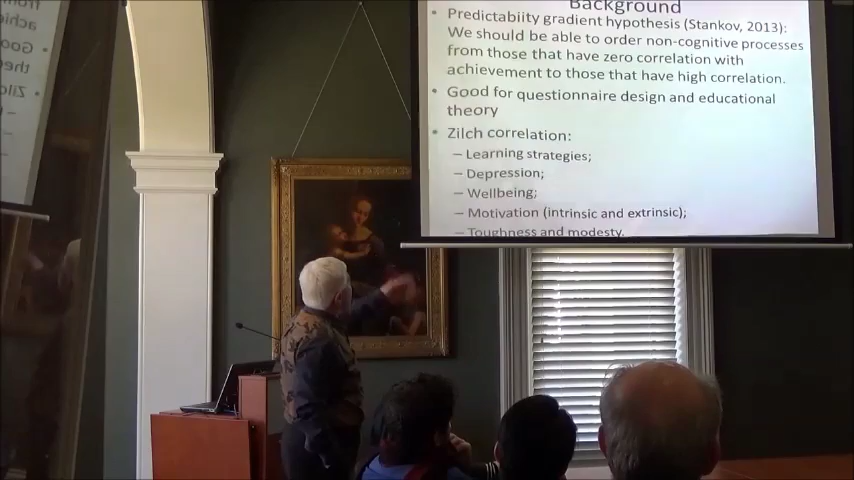 Background
• Predictabiity gradient hypothesis (Stankov, 2013):
We should be able to order non-cognitive processes
from those that have zero correlation with
achievement to those that have high correlation.
• Good for questionnaire design and educational
theory
• Zilch correlation:
– Learning strategies;
– Depression;
– Wellbeing;
– Motivation (intrinsic and extrinsic);
– Toughness and modesty.